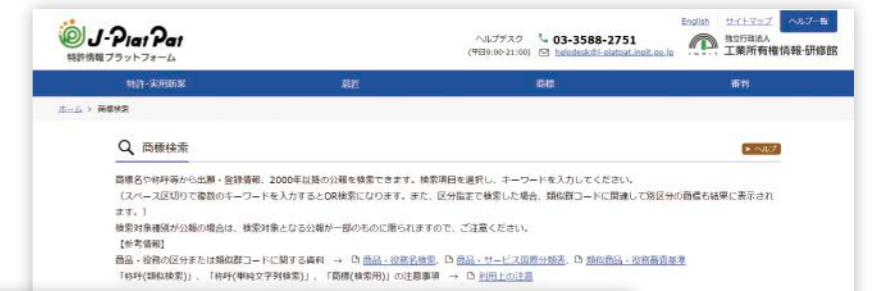 English サイトマップ ヘルプ一覧
J-PlatPat
特許情報プラットフォーム
ヘルプデスク 03-3588-2751
(平日9:00-21:00) helpdesk@j-platpat.inpit.go.jp
独立行政法人
工業所有権情報・研修館
特許・実用新案 意匠 商標 審判
ホーム > 商標検索
商標検索 ヘルプ
商標名や称呼等から出願・登録情報、2000年以降の公報を検索できます。検索項目を選択し、キーワードを入力してください。
(スペース区切りで複数のキーワードを入力するとOR検索になります。また、区分指定で検索した場合、類似群コードに関連して別区分の商標も結果に表示され
ます。)
検索対象種別が公報の場合は、検索対象となる公報が一部のものに限られますので、ご注意ください。
【参考情報】
商品・役務の区分または類似群コードに関する資料 → 商品・役務名検索、 商品・サービス国際分類表、 類似商品・役務審査基準
「称呼(類似検索)」、「称呼(単純文字列検索)」、「商標(検索用)」の注意事項 → 利用上の注意